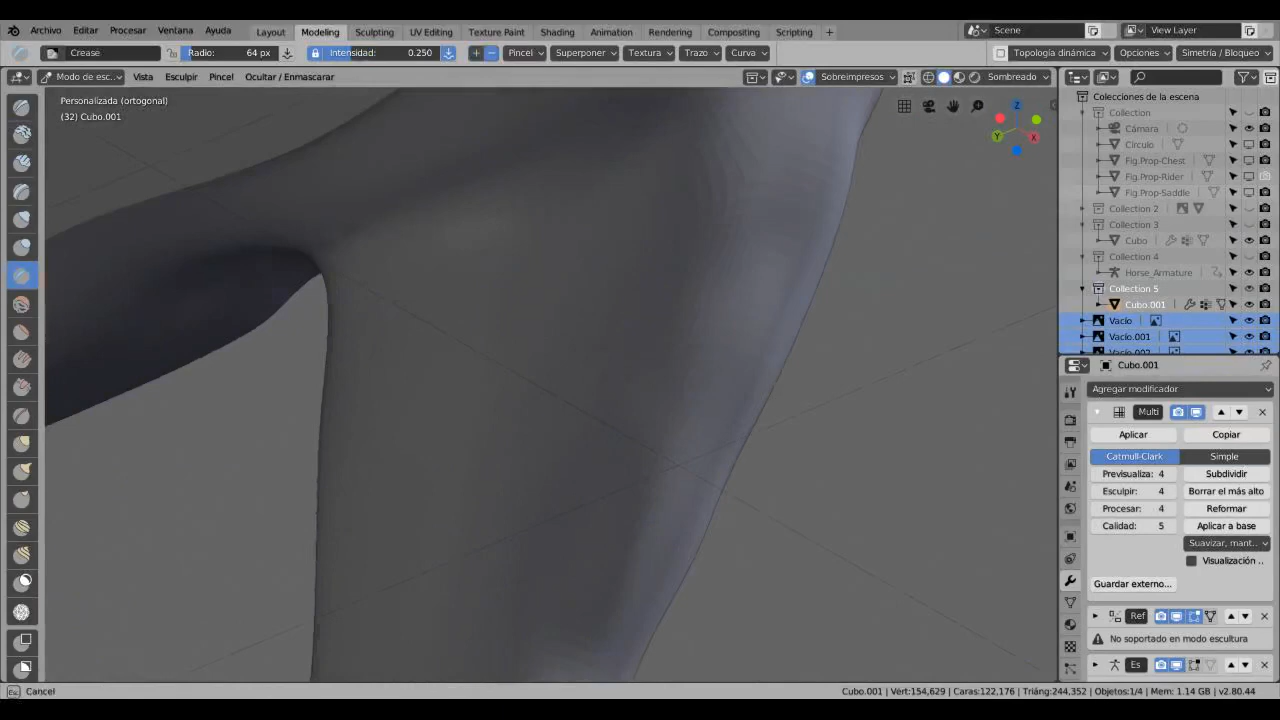 Archivo Editar Procesar Ventana Ayuda Layout Modeling Sculpting UV Editing Texture Paint Shading Animation Rendering Compositing Scripting + Scene View Layer
Crease Radio: 64 px Intensidad: 0.250 Pincel Superponer Textura Trazo Curva Topología dinámica Opciones Simetría / Bloqueo
Modo de esc... Vista Esculpir Pincel Ocultar / Enmascarar Sobreimpresos Sombreado
Personalizada (ortogonal)
(32) Cubo.001
Z
Y
X
Colecciones de la escena
Collection
Cámara
Círculo
Fig.Prop-Chest
Fig.Prop-Rider
Fig.Prop-Saddle
Collection 2
Collection 3
Cubo
Collection 4
Horse_Armature
Collection 5
Cubo.001
Vacío
Vacío.001
Vacío.002
Cubo.001
Agregar modificador
Multi
Aplicar Copiar
Catmull-Clark Simple
Previsualiza: 4 Subdividir
Esculpir: 4 Borrar el más alto
Procesar: 4 Reformar
Calidad: 5 Aplicar a base
Suavizar, mant..
Visualización ..
Guardar externo...
Ref
No soportado en modo escultura
Es
Esc Cancel
Cubo.001 | Vért:154,629 | Caras:122,176 | Triáng:244,352 | Objetos:1/4 | Mem: 1.14 GB | v2.80.44